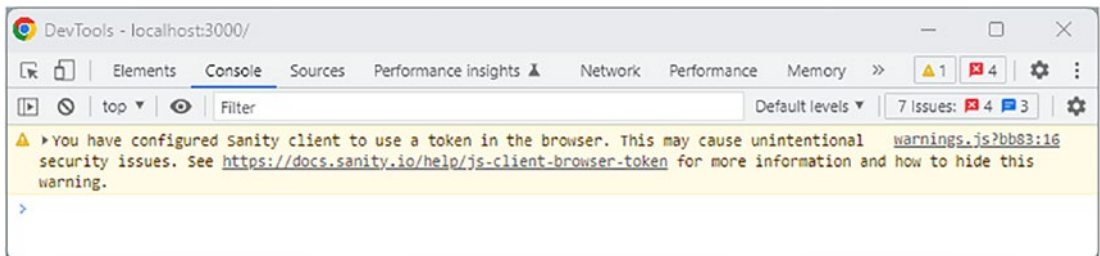 DevTools - localhost:3000/
Elements Console Sources Performance insights Network Performance Memory » 1 4
top ▼ Filter Default levels ▼ 7 Issues: 4 3
You have configured Sanity client to use a token in the browser. This may cause unintentional warnings.js?bb83:16
security issues. See https://docs.sanity.io/help/js-client-browser-token for more information and how to hide this
warning.
>